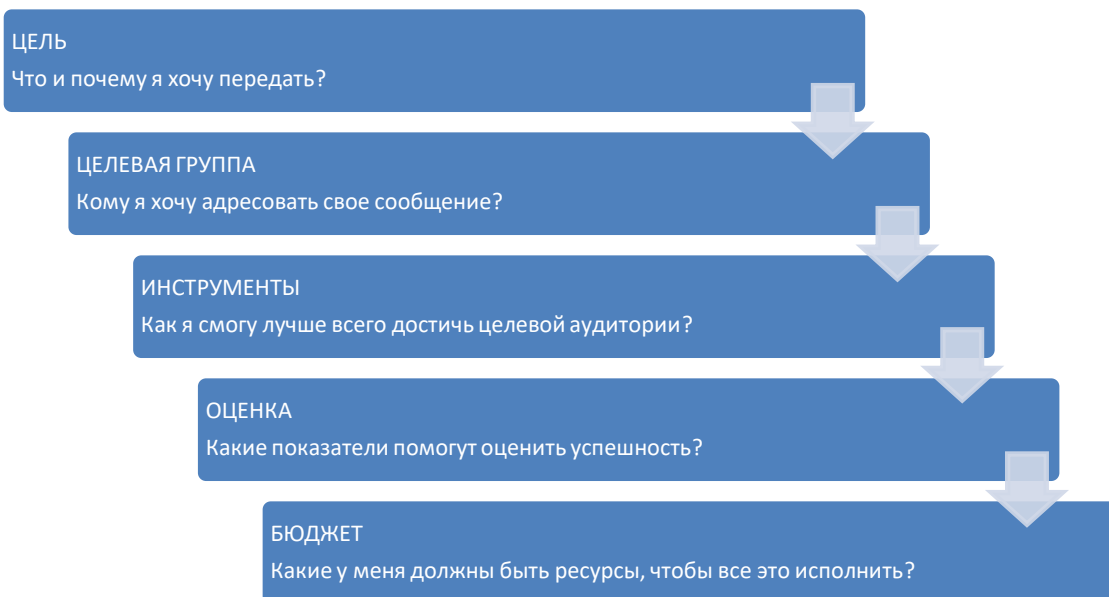 ЦЕЛЬ
Что и почему я хочу передать?
ЦЕЛЕВАЯ ГРУППА
Кому я хочу адресовать свое сообщение?
ИНСТРУМЕНТЫ
Как я смогу лучше всего достичь целевой аудитории?
ОЦЕНКА
Какие показатели помогут оценить успешность?
БЮДЖЕТ
Какие у меня должны быть ресурсы, чтобы все это исполнить?